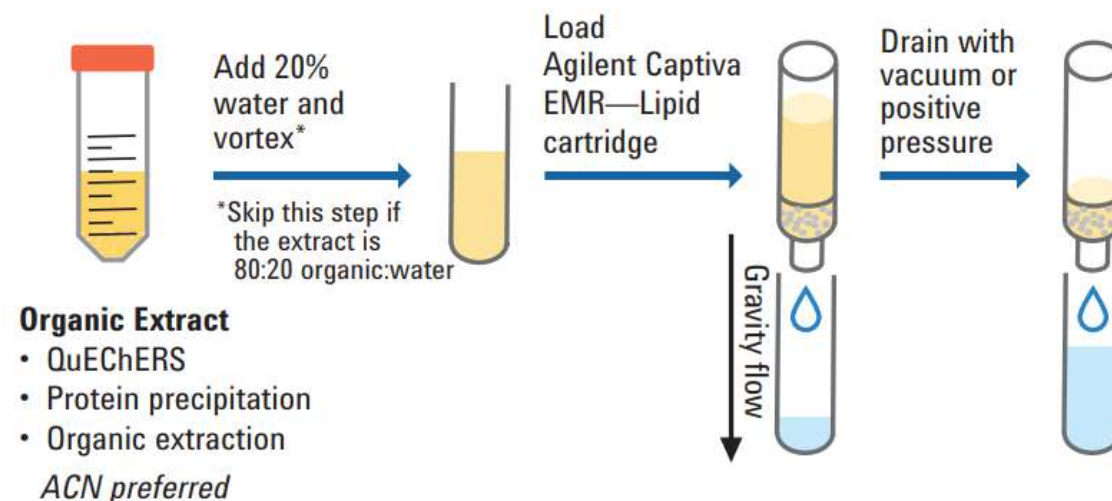 Add 20%
water and
vortex*
*Skip this step if
the extract is
80:20 organic:water
Load
Agilent Captiva
EMR—Lipid
cartridge
Gravity flow
Drain with
vacuum or
positive
pressure
Organic Extract
• QuEChERS
• Protein precipitation
• Organic extraction
ACN preferred